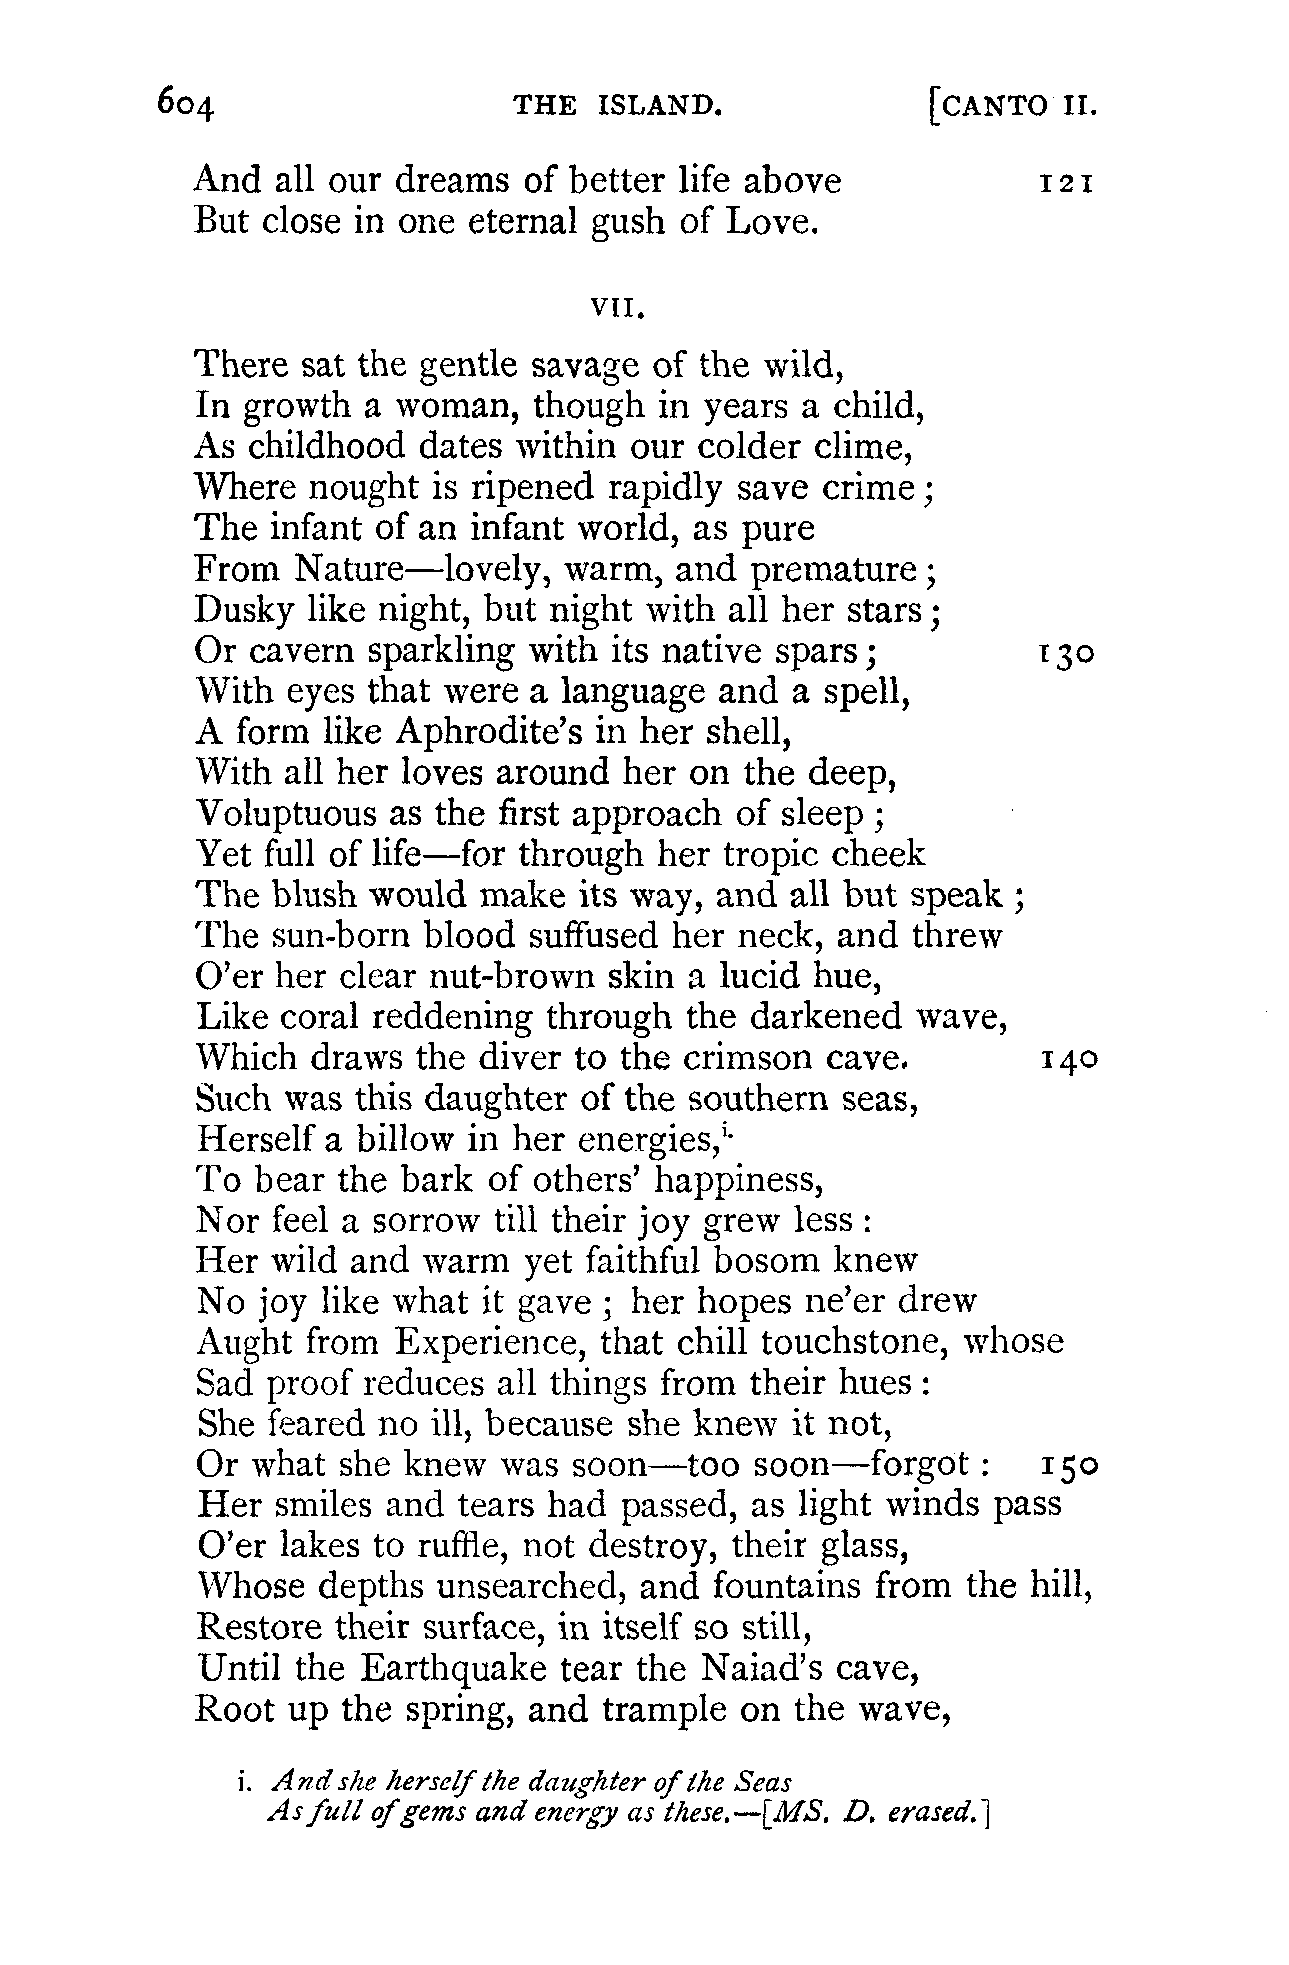 604 THE ISLAND. [CANTO II.
And all our dreams of better life above 121
But close in one eternal gush of Love.
VII.
There sat the gentle savage of the wild,
In growth a woman, though in years a child,
As childhood dates within our colder clime,
Where nought is ripened rapidly save crime;
The infant of an infant world, as pure
From Nature—lovely, warm, and premature;
Dusky like night, but night with all her stars;
Or cavern sparkling with its native spars; 130
With eyes that were a language and a spell,
A form like Aphrodite's in her shell,
With all her loves around her on the deep,
Voluptuous as the first approach of sleep;
Yet full of life—for through her tropic cheek
The blush would make its way, and all but speak;
The sun-born blood suffused her neck, and threw
O'er her clear nut-brown skin a lucid hue,
Like coral reddening through the darkened wave,
Which draws the diver to the crimson cave. 140
Such was this daughter of the southern seas,
Herself a billow in her energies,i.
To bear the bark of others' happiness,
Nor feel a sorrow till their joy grew less:
Her wild and warm yet faithful bosom knew
No joy like what it gave; her hopes ne'er drew
Aught from Experience, that chill touchstone, whose
Sad proof reduces all things from their hues:
She feared no ill, because she knew it not,
Or what she knew was soon—too soon—forgot: 150
Her smiles and tears had passed, as light winds pass
O'er lakes to ruffle, not destroy, their glass,
Whose depths unsearched, and fountains from the hill,
Restore their surface, in itself so still,
Until the Earthquake tear the Naiad's cave,
Root up the spring, and trample on the wave,
i. And she herself the daughter of the Seas
As full of gems and energy as these.—[MS. D. erased.]